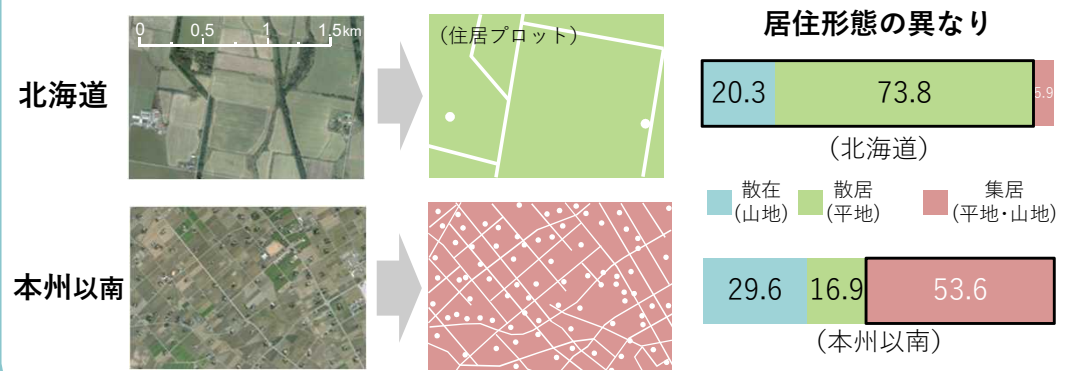 0 0.5 1 1.5km
(住居プロット)
居住形態の異なり
北海道
20.3 73.8 5.9
(北海道)
散在 散居 集居
(山地) (平地) (平地・山地)
本州以南
29.6 16.9 53.6
(本州以南)